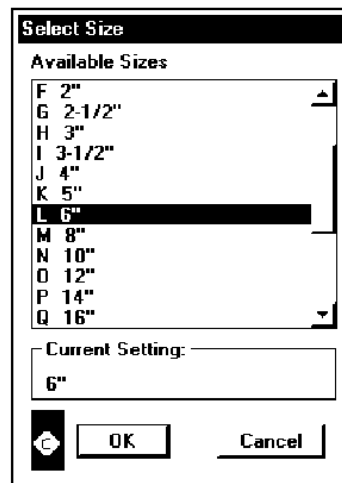 Select Size
Available Sizes
F 2"
G 2-1/2"
H 3"
I 3-1/2"
J 4"
K 5"
L 6"
M 8"
N 10"
O 12"
P 14"
Q 16"
Current Setting:
6"
C OK Cancel